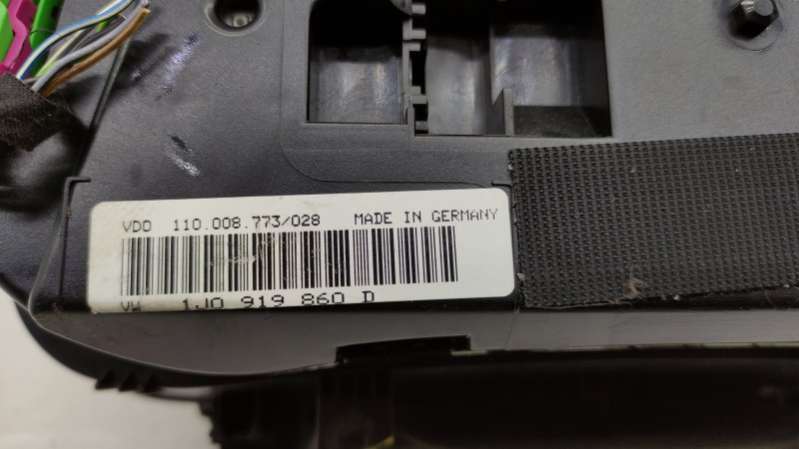 VDO 110.008.773/028 MADE IN GERMANY
VW 1J0 919 860 D